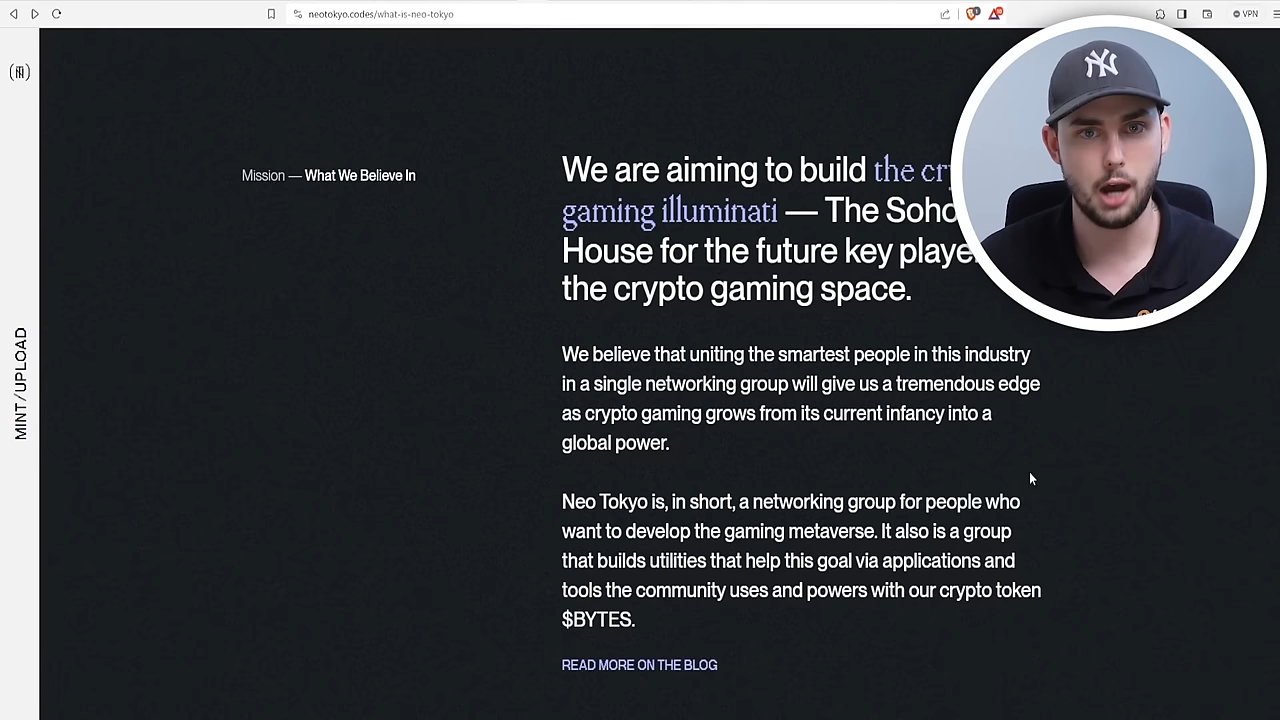 neotokyo.codes/what-is-neo-tokyo
VPN
NY
Mission — What We Believe In
We are aiming to build the
gaming illuminati — The Soho
House for the future key
the crypto gaming space.
We believe that uniting the smartest people in this industry
in a single networking group will give us a tremendous edge
as crypto gaming grows from its current infancy into a
global power.
Neo Tokyo is, in short, a networking group for people who
want to develop the gaming metaverse. It also is a group
that builds utilities that help this goal via applications and
tools the community uses and powers with our crypto token
$BYTES.
READ MORE ON THE BLOG
MINT/UPLOAD